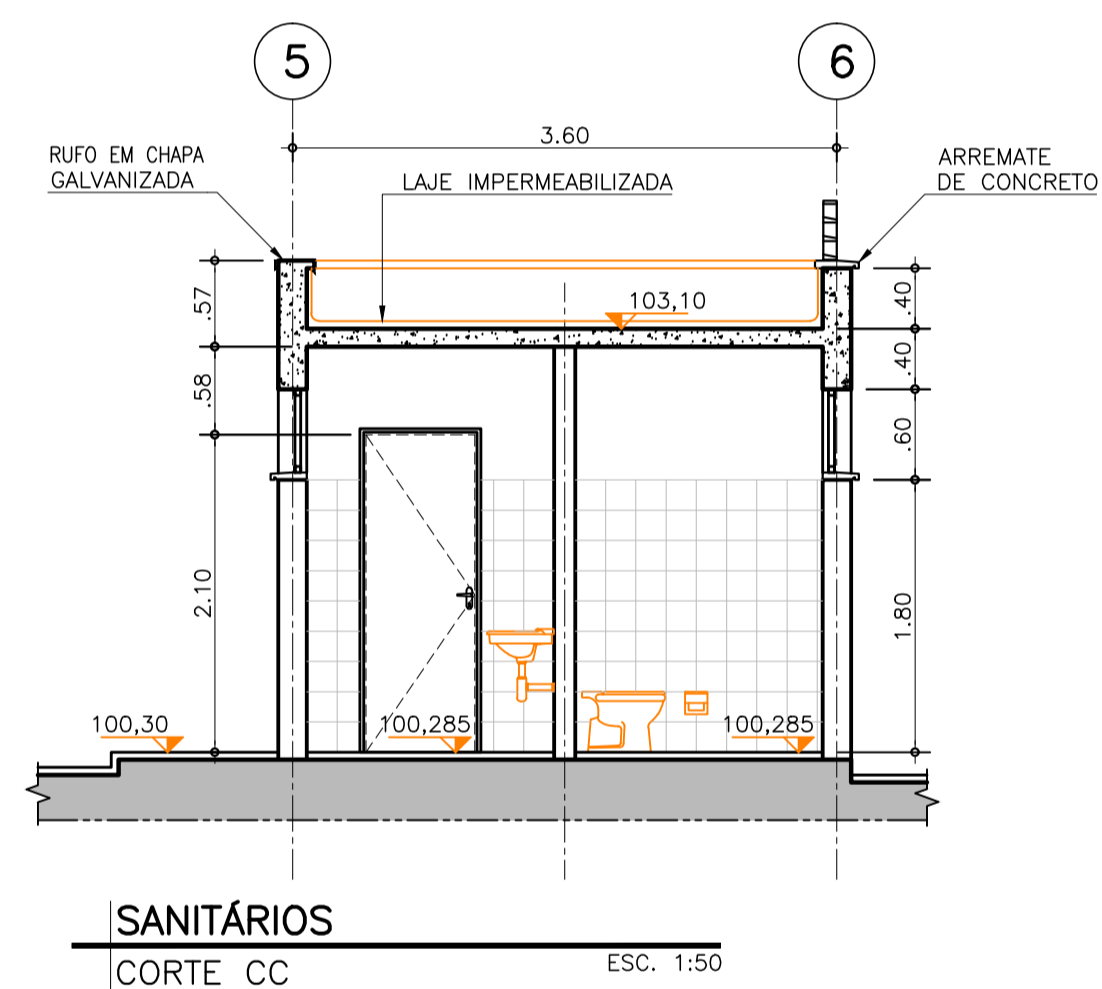 5
6
3.60
RUFO EM CHAPA
GALVANIZADA
LAJE IMPERMEABILIZADA
ARREMATE
DE CONCRETO
.57
103,10
.40
.58
.40
.60
2.10
1.80
100,30
100,285
100,285
SANITÁRIOS
CORTE CC
ESC. 1:50